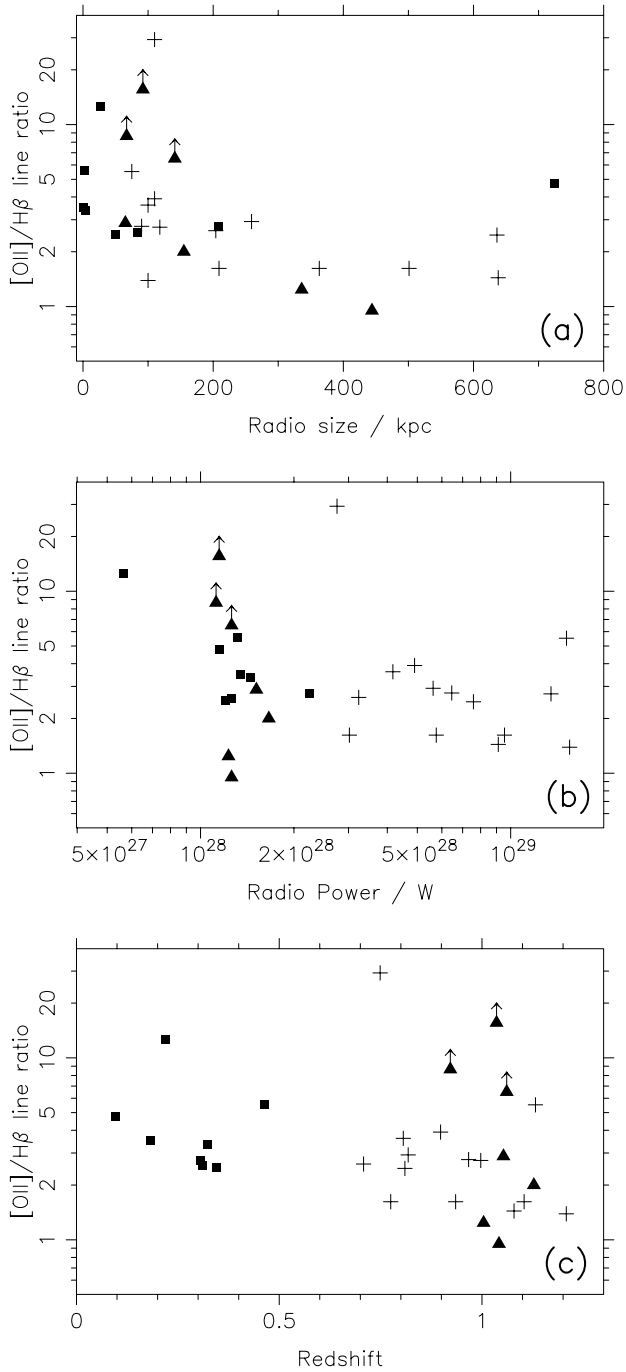 20
10
5
2
1
[OII]/Hβ line ratio
(a)
0 200 400 600 800
Radio size / kpc
20
10
5
2
1
[OII]/Hβ line ratio
(b)
5×10²⁷ 10²⁸ 2×10²⁸ 5×10²⁸ 10²⁹
Radio Power / W
20
10
5
2
1
[OII]/Hβ line ratio
(c)
0 0.5 1
Redshift